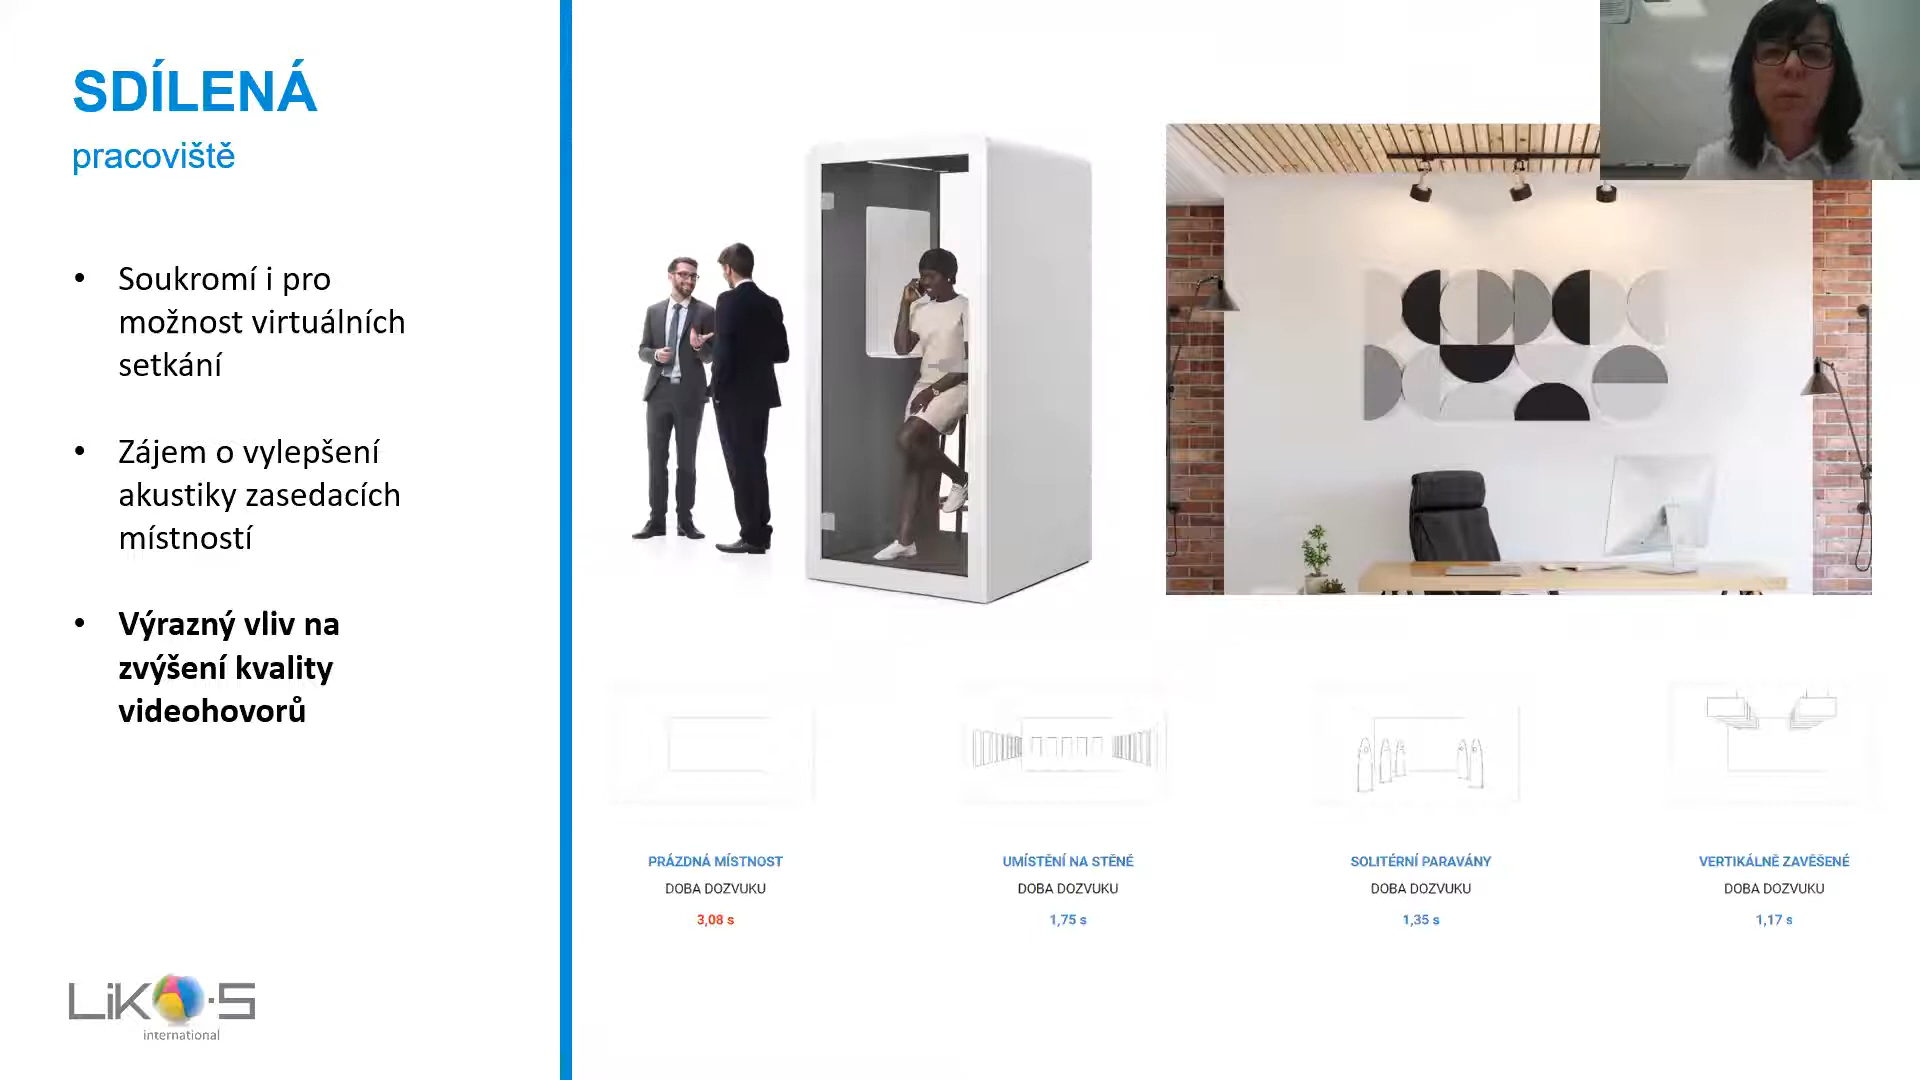 SDÍLENÁ
pracoviště
• Soukromí i pro
možnost virtuálních
setkání
• Zájem o vylepšení
akustiky zasedacích
místností
• Výrazný vliv na
zvýšení kvality
videohovorů
PRÁZDNÁ MÍSTNOST
DOBA DOZVUKU
3,08 s
UMÍSTĚNÍ NA STĚNĚ
DOBA DOZVUKU
1,75 s
SOLITÉRNÍ PARAVÁNY
DOBA DOZVUKU
1,35 s
VERTIKÁLNĚ ZAVĚŠENÉ
DOBA DOZVUKU
1,17 s
LIKO-S
international